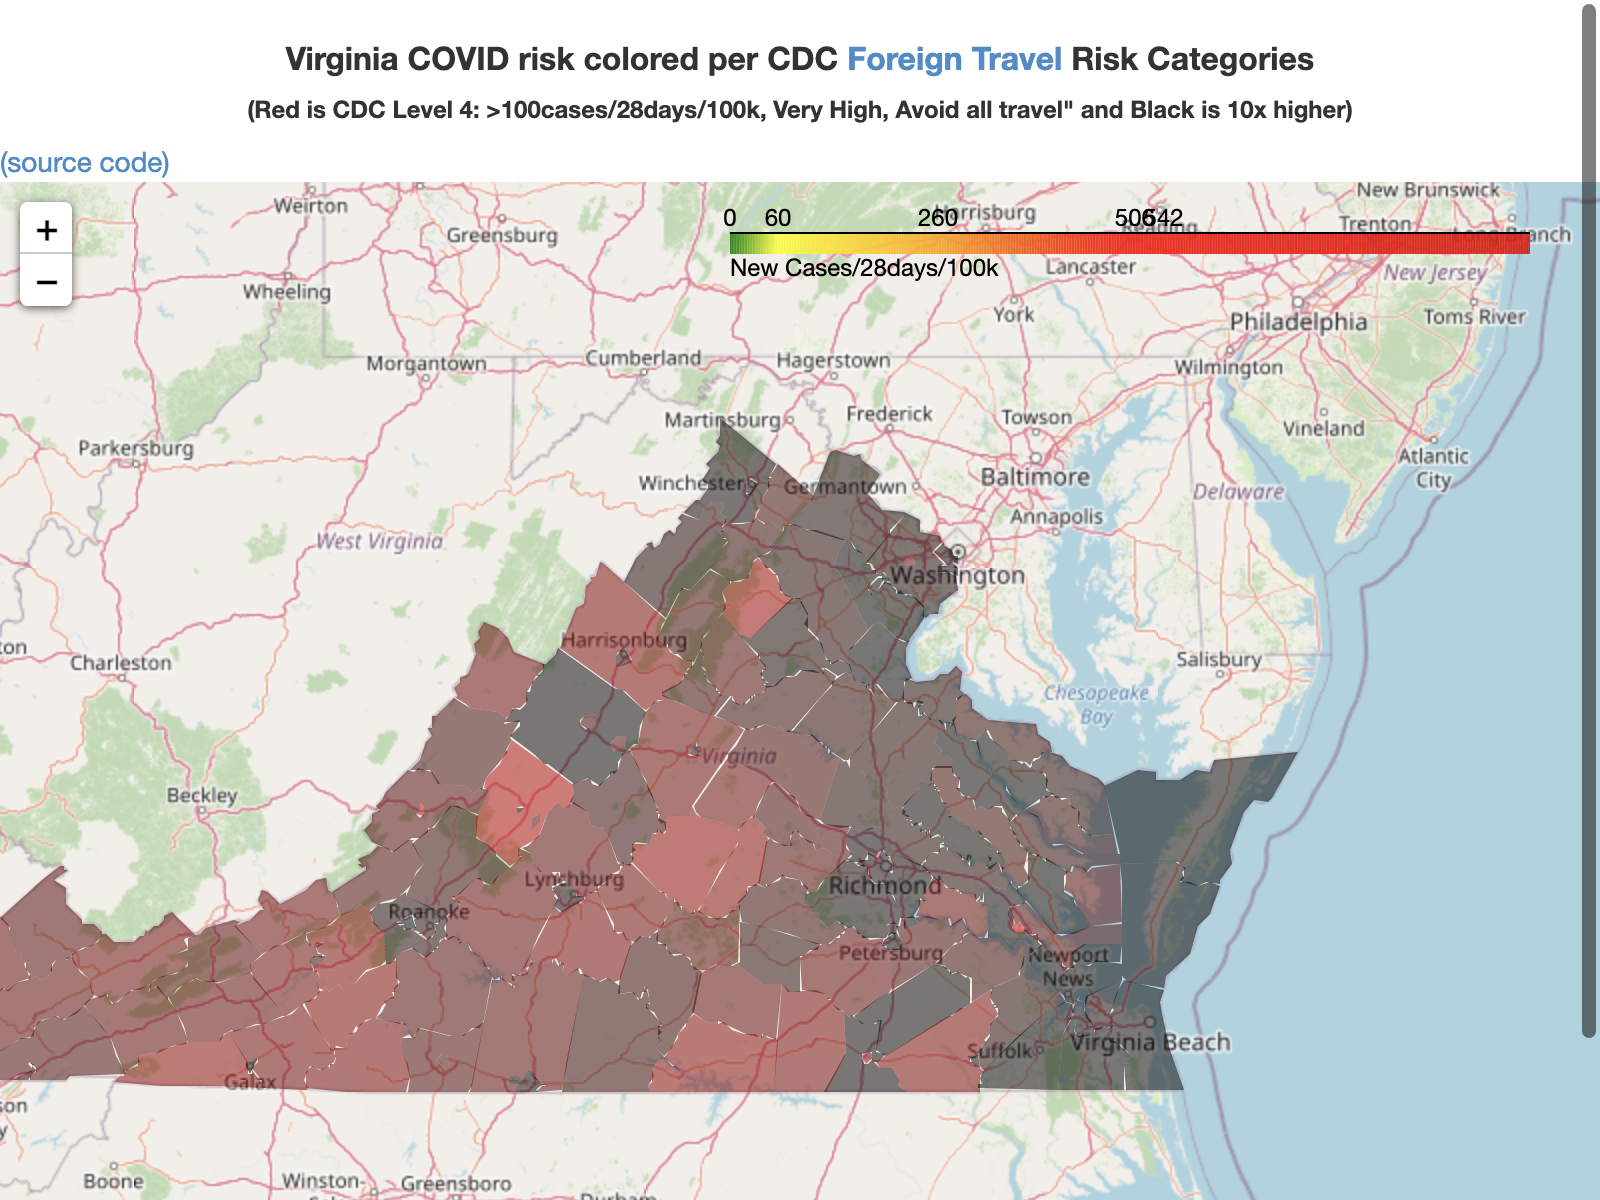 Virginia COVID risk colored per CDC Foreign Travel Risk Categories
(Red is CDC Level 4: >100cases/28days/100k, Very High, Avoid all travel" and Black is 10x higher)
(source code)
+
−
0 60 260 506 642
New Cases/28days/100k
New Brunswick
Weirton
Harrisburg
Reading
Trenton
Long Branch
Greensburg
Lancaster
New Jersey
Wheeling
York
Philadelphia
Toms River
Morgantown
Cumberland
Hagerstown
Wilmington
Martinsburg
Frederick
Towson
Vineland
Parkersburg
Baltimore
Atlantic
City
Winchester
Germantown
Delaware
Annapolis
West Virginia
Washington
Harrisonburg
ton
Charleston
Salisbury
Chesapeake
Bay
Virginia
Beckley
Lynchburg
Richmond
Roanoke
Petersburg
Newport
News
Suffolk
Virginia Beach
Galax
son
y
Boone
Winston-
Greensboro
Durham